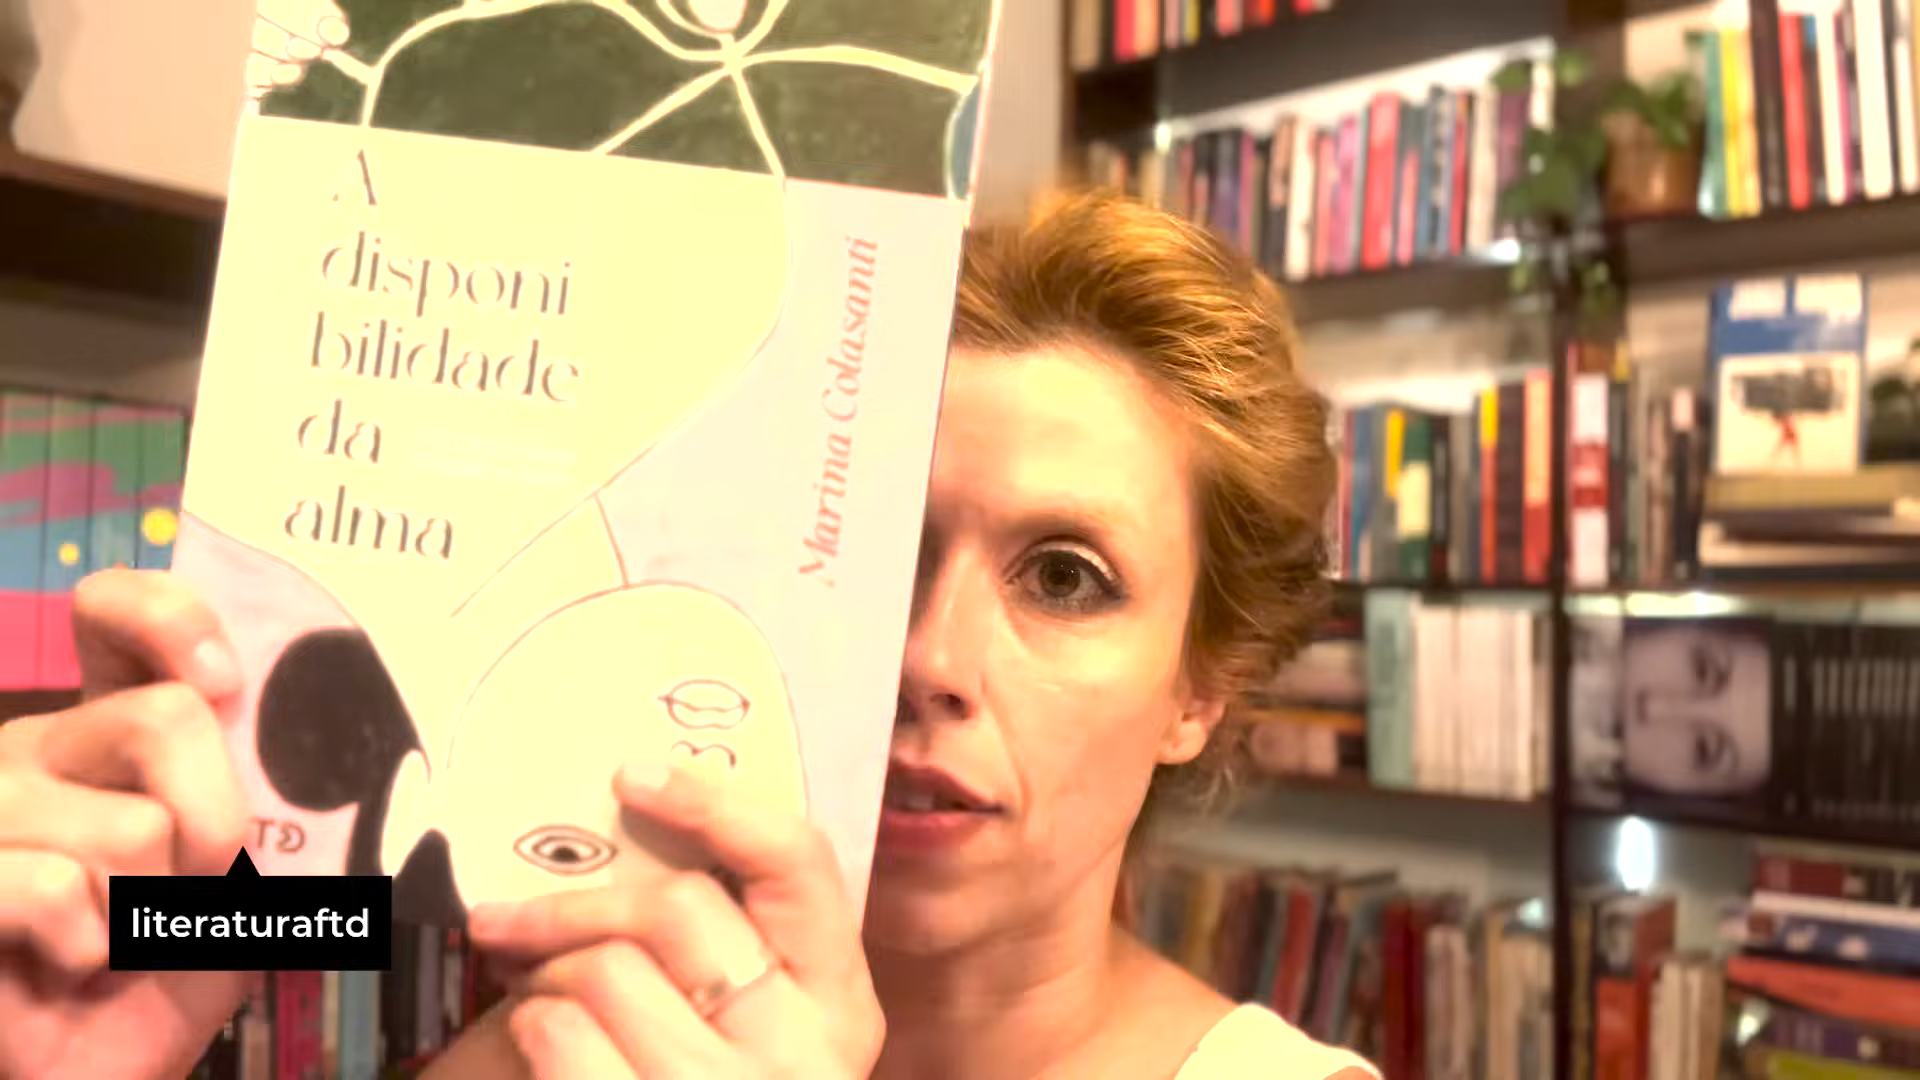 A
disponi
bilidade
da
alma
Marina Colasanti
literaturaftd